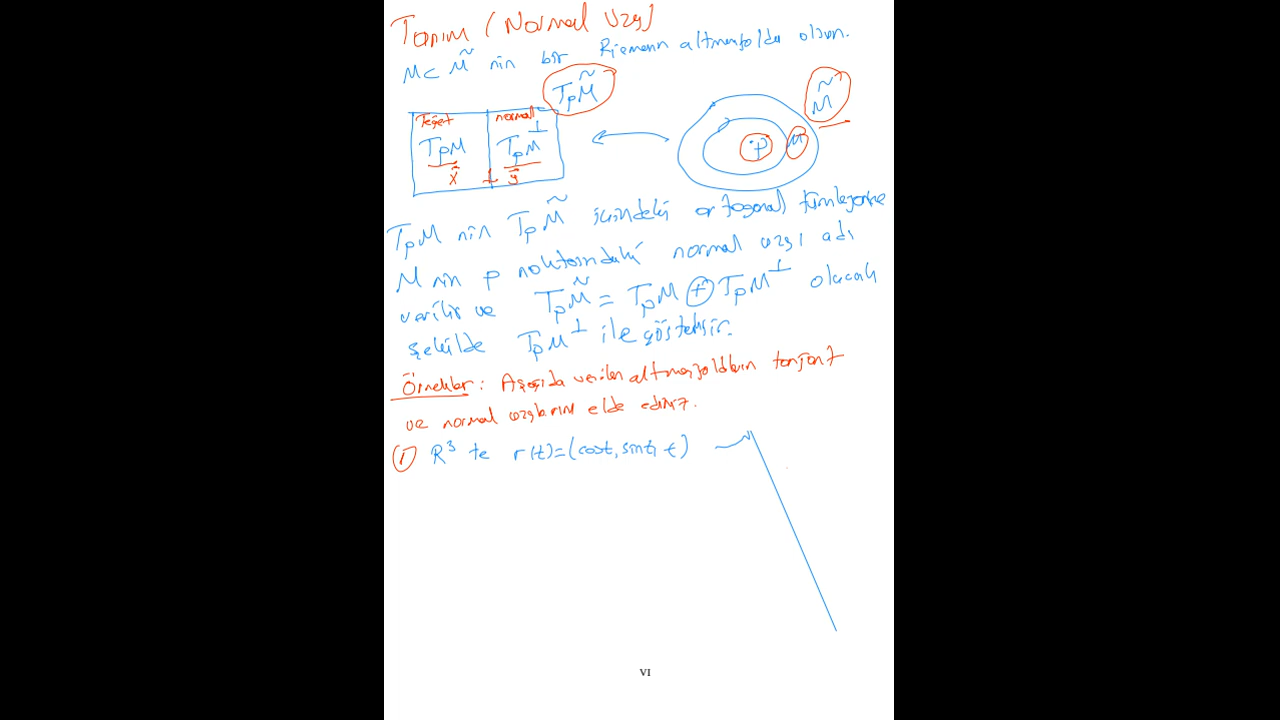 Tanım (Normal Uzay)
M⊂ M̃ nin bir Riemann altmanifoldu olsun.
TpM̃
M̃
Teğet normal
TpM TpM⊥
x̂ ⊥ ŷ
p M
TpM nin TpM̃ içindeki ortogonal tümleyenine
M nin p noktasındaki normal uzayı adı
verilir ve TpM̃ = TpM ⊕ TpM⊥ olacak
şekilde TpM⊥ ile gösterilir.
Örnekler: Aşağıda verilen altmanifoldların tanjant
ve normal uzaylarını elde ediniz.
① R³ te r(t)=(cost, sint, t)
VI